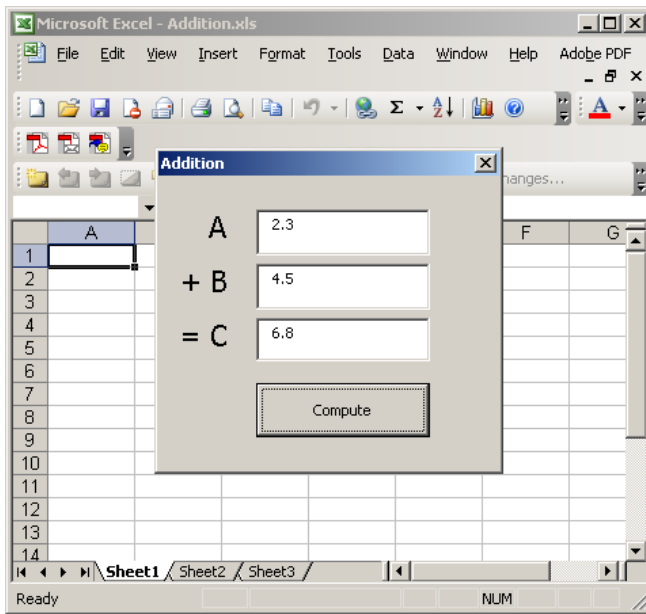 Microsoft Excel - Addition.xls
File Edit View Insert Format Tools Data Window Help Adobe PDF
Σ A Z A
Addition
hanges...
A F G
A 2.3
+ B 4.5
= C 6.8
Compute
1
2
3
4
5
6
7
8
9
10
11
12
13
14
Sheet1 Sheet2 Sheet3
Ready NUM